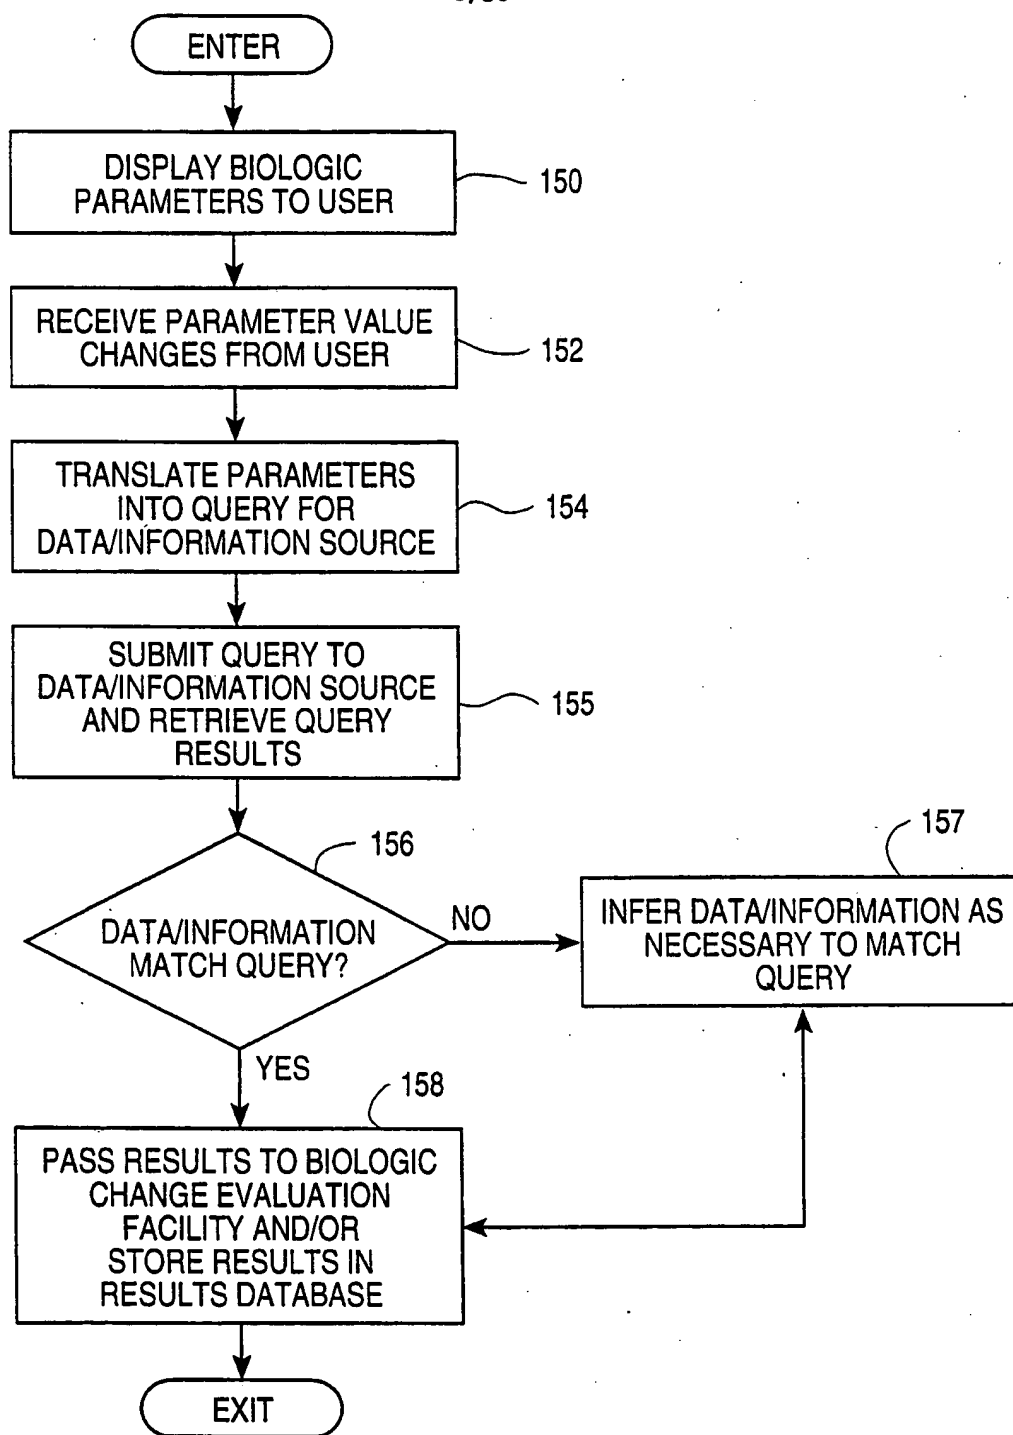 ENTER
DISPLAY BIOLOGIC
PARAMETERS TO USER
150
RECEIVE PARAMETER VALUE
CHANGES FROM USER
152
TRANSLATE PARAMETERS
INTO QUERY FOR
DATA/INFORMATION SOURCE
154
SUBMIT QUERY TO
DATA/INFORMATION SOURCE
AND RETRIEVE QUERY
RESULTS
155
156
DATA/INFORMATION
MATCH QUERY?
NO
157
INFER DATA/INFORMATION AS
NECESSARY TO MATCH
QUERY
YES
158
PASS RESULTS TO BIOLOGIC
CHANGE EVALUATION
FACILITY AND/OR
STORE RESULTS IN
RESULTS DATABASE
EXIT